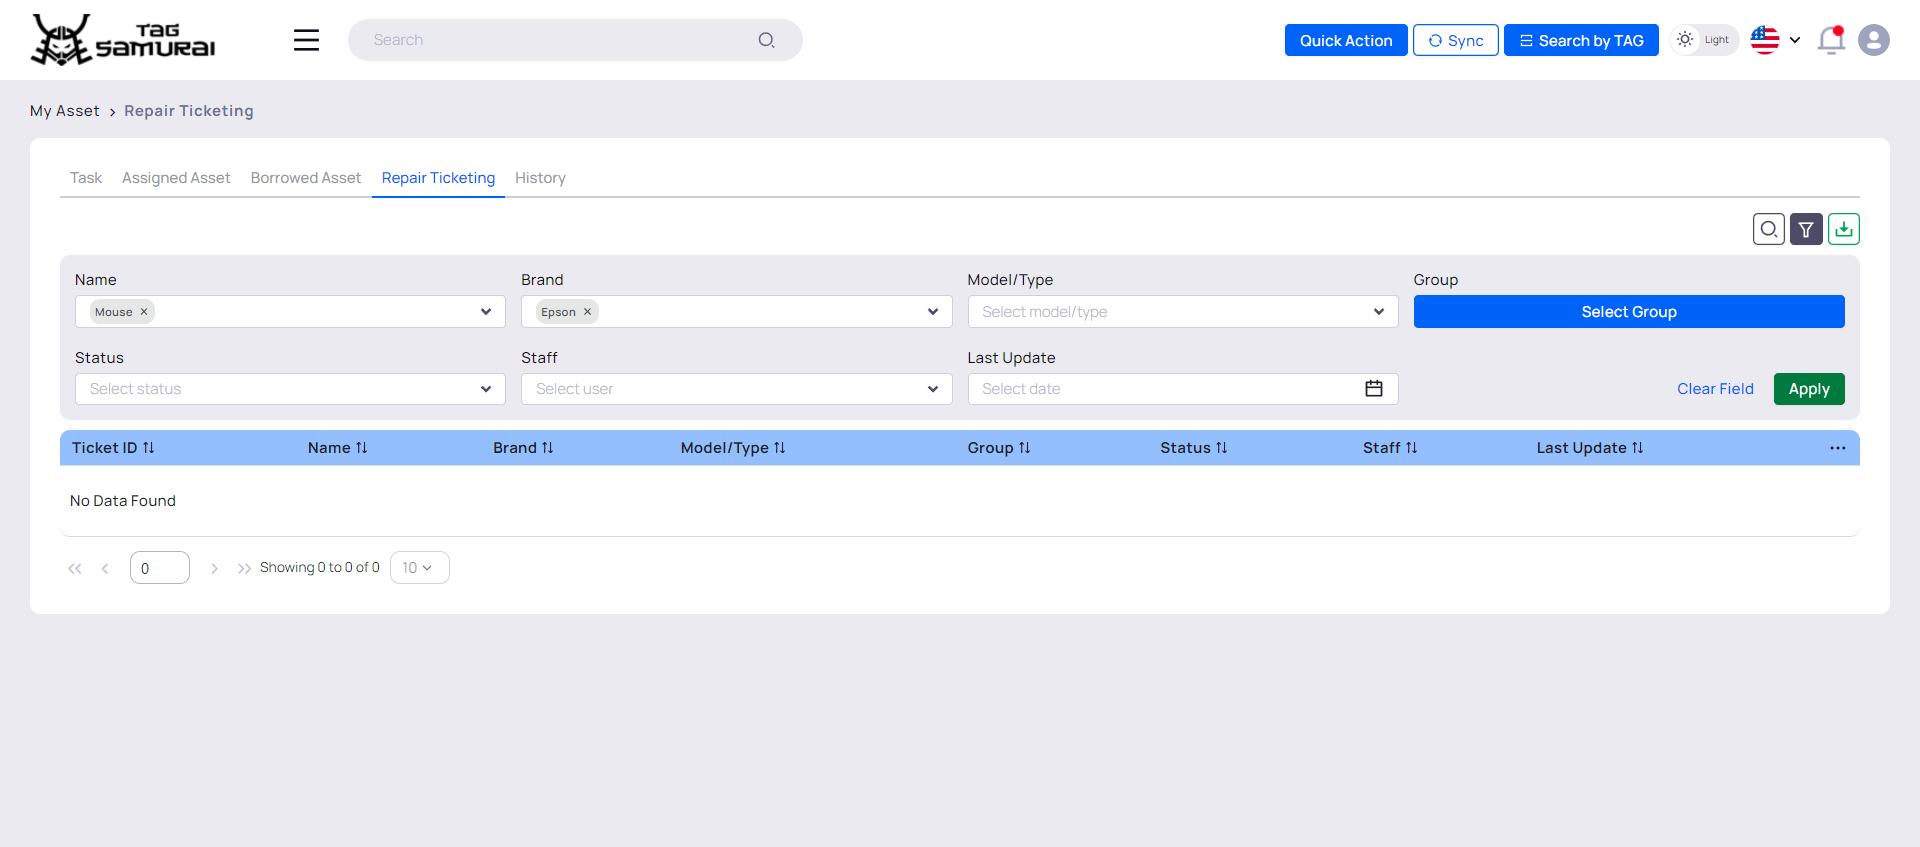 TAG
SAMURAI
Search
Quick Action
Sync
Search by TAG
Light
My Asset > Repair Ticketing
Task
Assigned Asset
Borrowed Asset
Repair Ticketing
History
Name
Brand
Model/Type
Group
Mouse ×
Epson ×
Select model/type
Select Group
Status
Staff
Last Update
Select status
Select user
Select date
Clear Field
Apply
Ticket ID
Name
Brand
Model/Type
Group
Status
Staff
Last Update
No Data Found
0
Showing 0 to 0 of 0
10